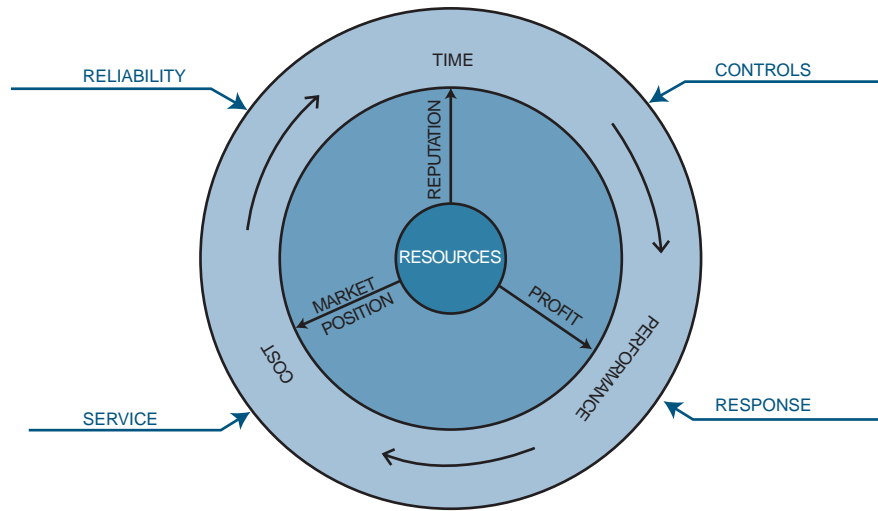 TIME
RELIABILITY
CONTROLS
REPUTATION
RESOURCES
MARKET
POSITION
PROFIT
COST
PERFORMANCE
SERVICE
RESPONSE